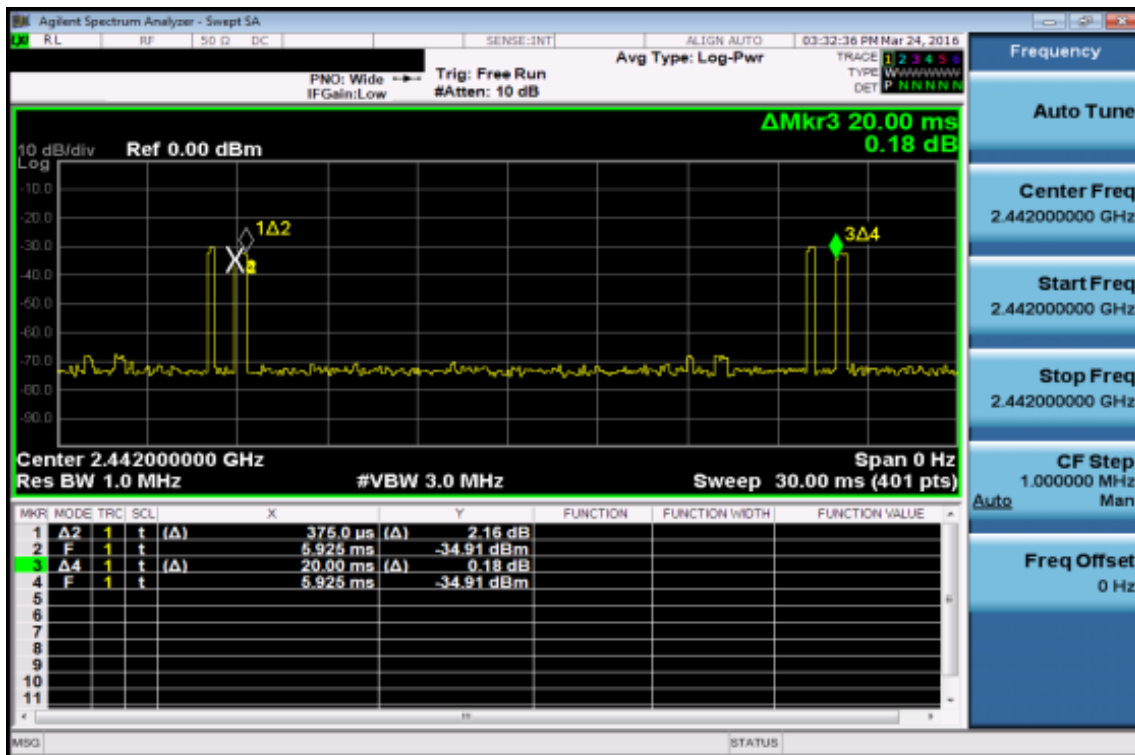 Agilent Spectrum Analyzer - Swept SA
RL RF 50 Ω DC SENSE:INT ALIGN AUTO 03:32:36 PM Mar 24, 2016
PNO: Wide Trig: Free Run Avg Type: Log-Pwr TRACE 1 2 3 4 5 6
IFGain:Low #Atten: 10 dB TYPE WWWWWW
DET P N N N N N
ΔMkr3 20.00 ms
0.18 dB
10 dB/div Ref 0.00 dBm
Log
-10.0
-20.0
1Δ2
3Δ4
-30.0
-40.0
-50.0
-60.0
-70.0
-80.0
-90.0
Center 2.442000000 GHz Span 0 Hz
Res BW 1.0 MHz #VBW 3.0 MHz Sweep 30.00 ms (401 pts)
MKR MODE TRC SCL X Y FUNCTION FUNCTION WIDTH FUNCTION VALUE
1 Δ2 1 t (Δ) 375.0 µs (Δ) 2.16 dB
2 F 1 t 5.925 ms -34.91 dBm
3 Δ4 1 t (Δ) 20.00 ms (Δ) 0.18 dB
4 F 1 t 5.925 ms -34.91 dBm
5
6
7
8
9
10
11
MSG STATUS
Frequency
Auto Tune
Center Freq
2.442000000 GHz
Start Freq
2.442000000 GHz
Stop Freq
2.442000000 GHz
CF Step
1.000000 MHz
Auto Man
Freq Offset
0 Hz